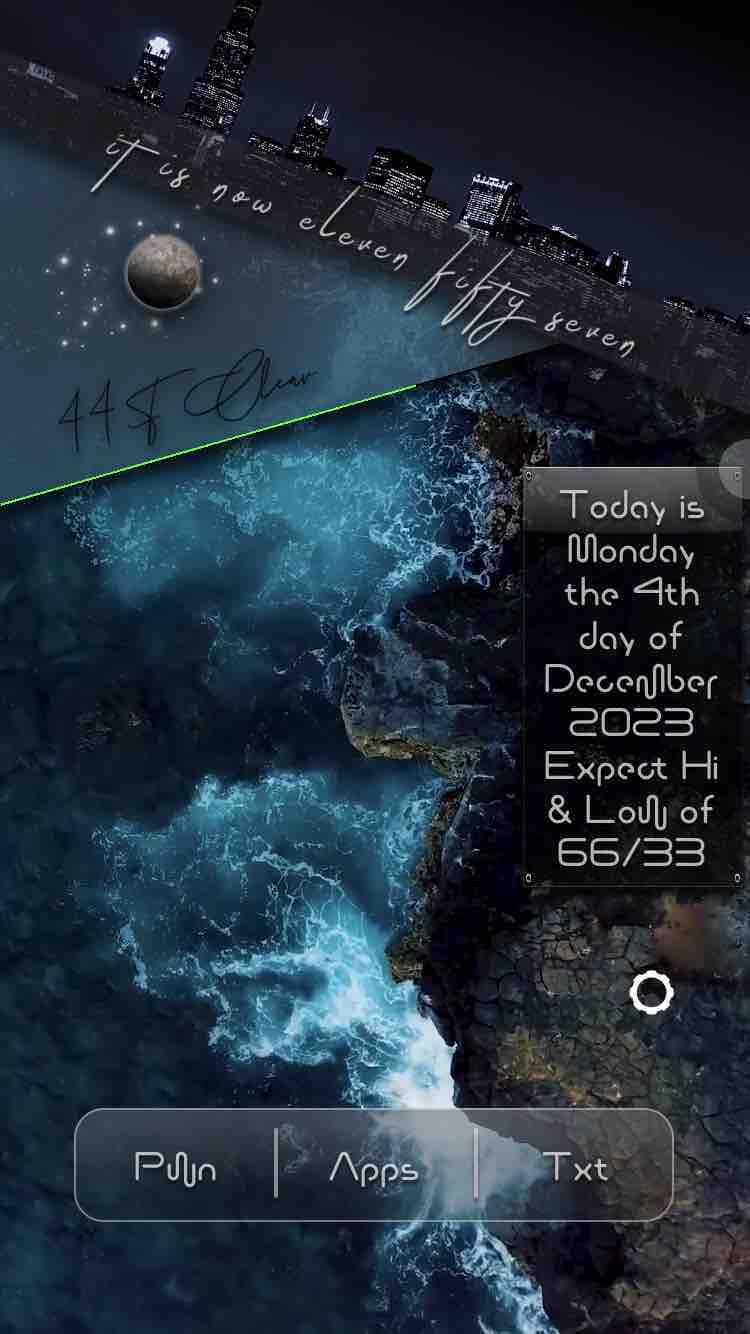 it is now eleven fifty seven
44°F Clear
Today is
Monday
the 4th
day of
December
2023
Expect Hi
& Low of
66/33
Pwn
Apps
Txt